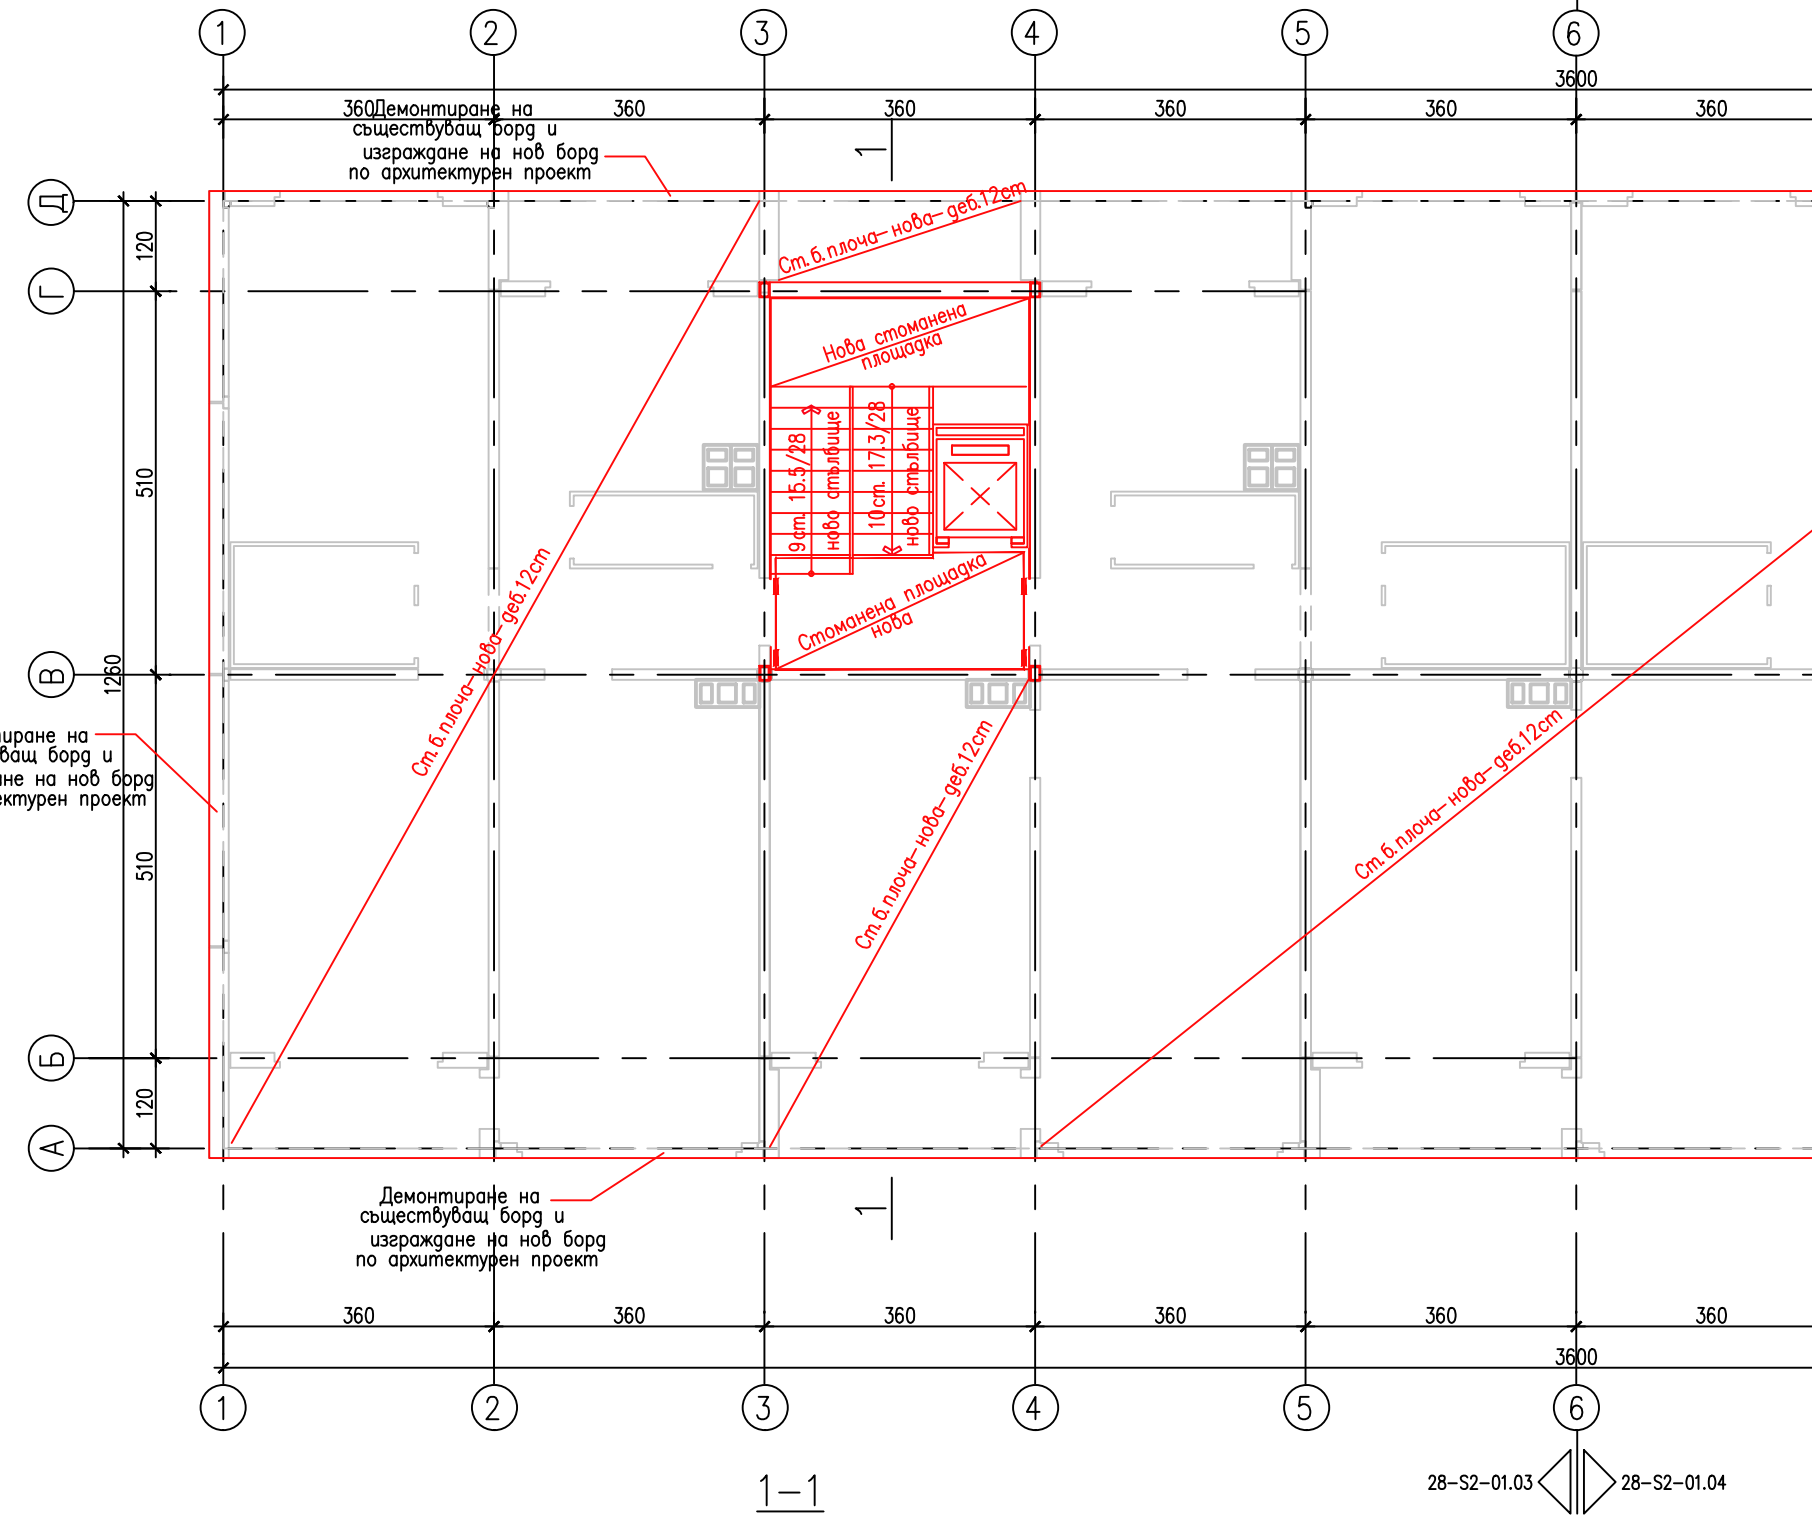 1
2
3
4
5
6
3600
360
360
360
360
360
360
Демонтиране на
съществуващ борд и
изграждане на нов борд
по архитектурен проект
1
Д
120
Ст.б.плоча-нова-деб.12cm
Г
Нова стоманена
площадка
510
9ст. 15.5/28
ново стълбище
10ст. 17.3/28
ново стълбище
Ст.б.плоча-нова-деб.12cm
Стоманена площадка
нова
В
1260
на
борд и
на нов борд
проект
Ст.б.плоча-нова-деб.12cm
Ст.б.плоча-нова-деб.12cm
510
Б
120
А
Демонтиране на
съществуващ борд и
изграждане на нов борд
по архитектурен проект
1
360
360
360
360
360
360
3600
1
2
3
4
5
6
1-1
28-S2-01.03
28-S2-01.04